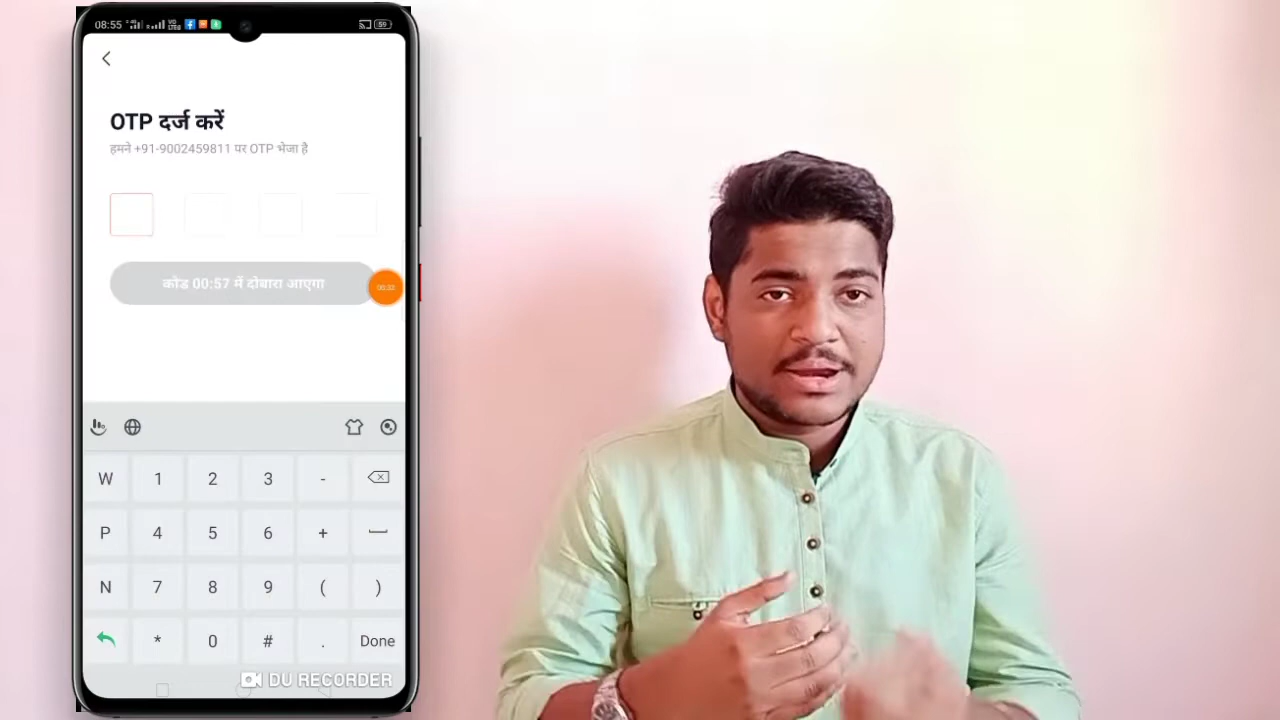 08:55
59
OTP दर्ज करें
हमने +91-9002459811 पर OTP भेजा है
कोड 00:57 में दोबारा आएगा
W 1 2 3 -
P 4 5 6 +
N 7 8 9 ( )
* 0 # . Done
DU RECORDER